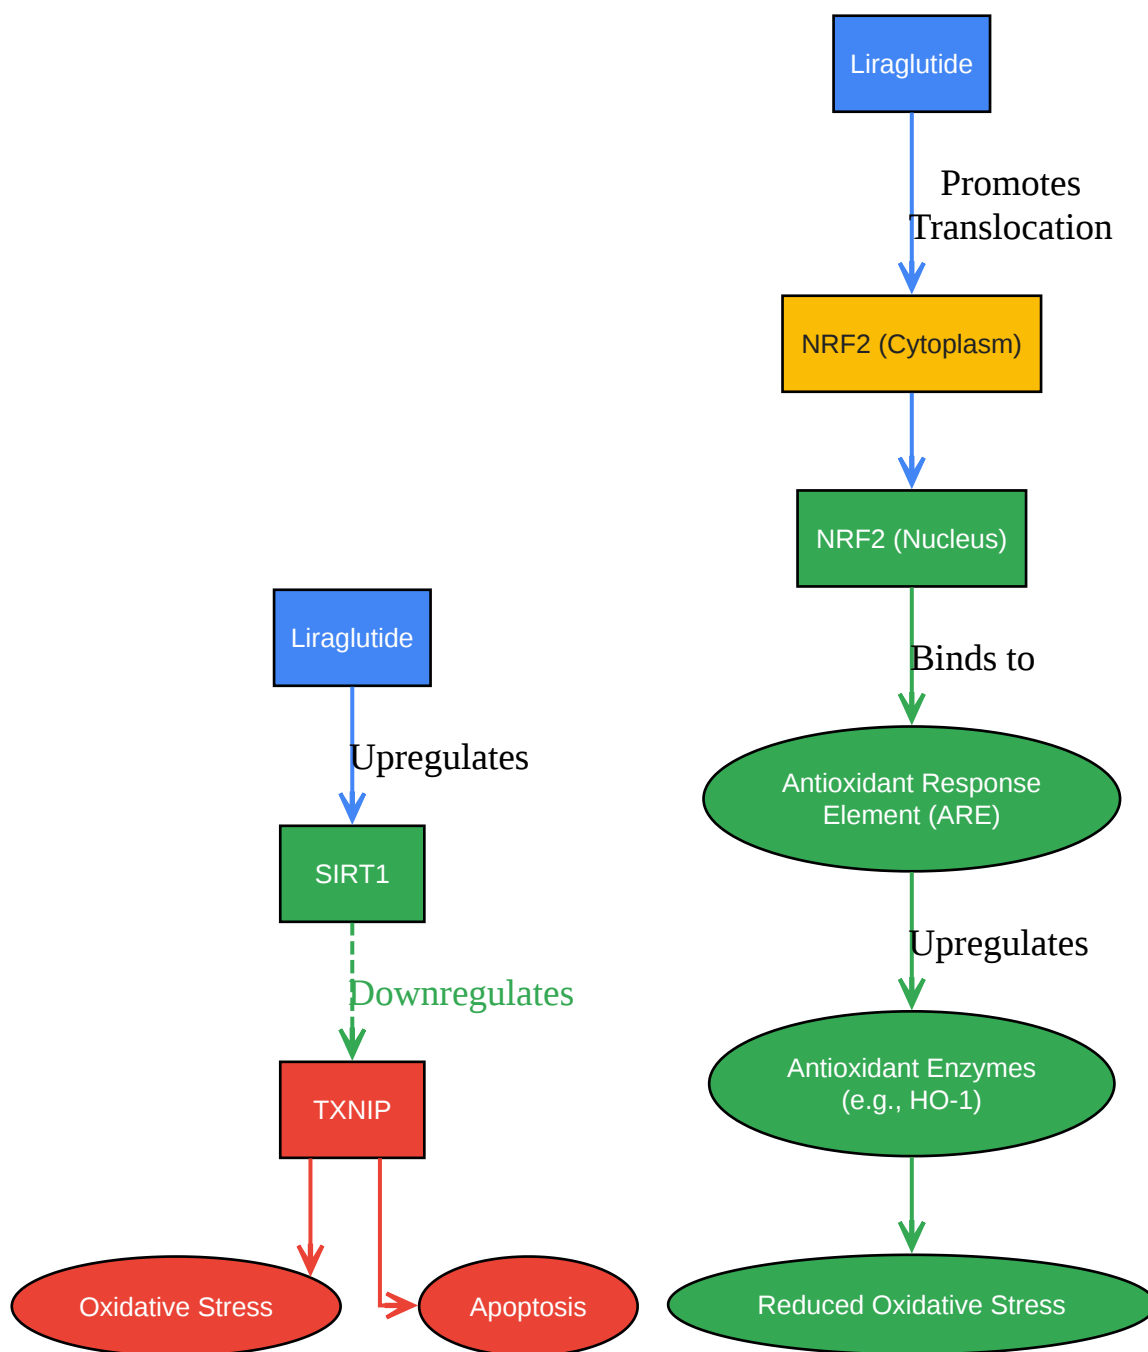 Liraglutide
Upregulates
SIRT1
Downregulates
TXNIP
Oxidative Stress
Apoptosis
Liraglutide
Promotes
Translocation
NRF2 (Cytoplasm)
NRF2 (Nucleus)
Binds to
Antioxidant Response
Element (ARE)
Upregulates
Antioxidant Enzymes
(e.g., HO-1)
Reduced Oxidative Stress